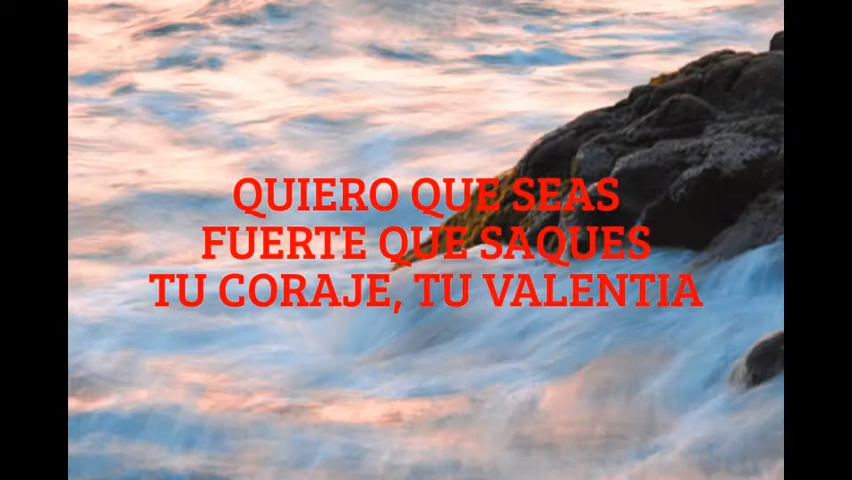 QUIERO QUE SEAS
FUERTE QUE SAQUES
TU CORAJE, TU VALENTIA